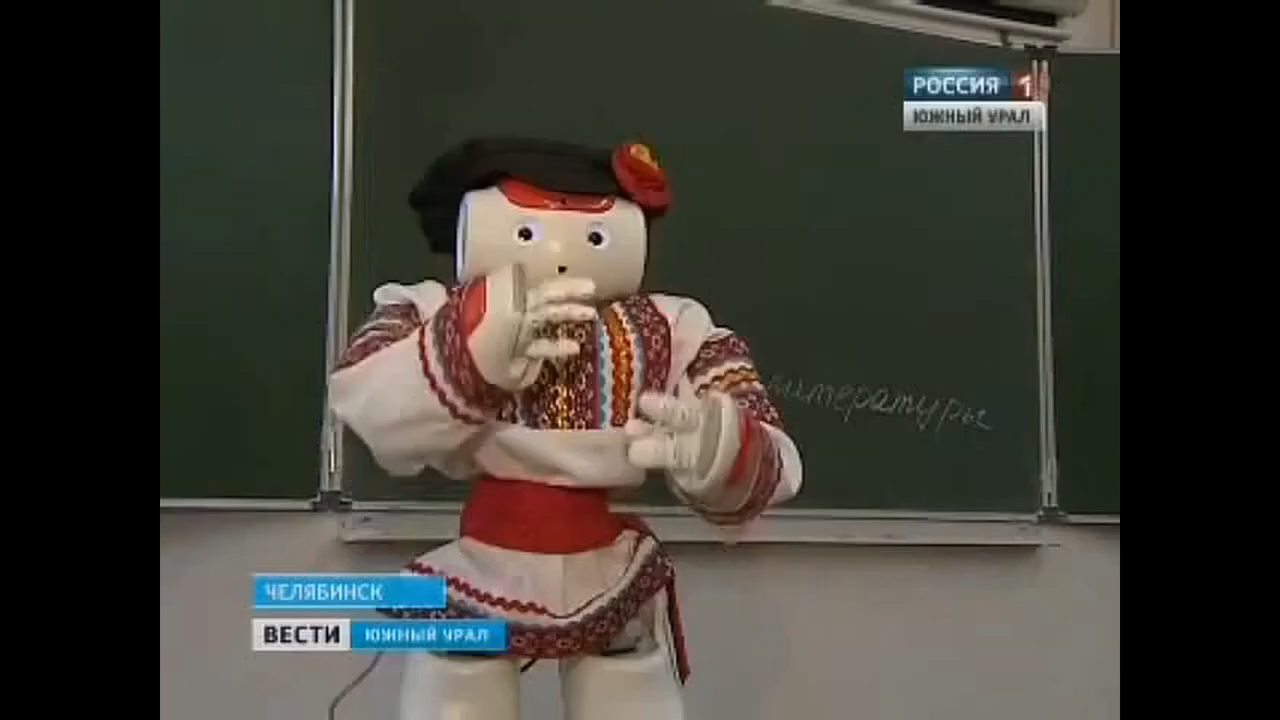 РОССИЯ 1
ЮЖНЫЙ УРАЛ
литературы
ЧЕЛЯБИНСК
ВЕСТИ ЮЖНЫЙ УРАЛ